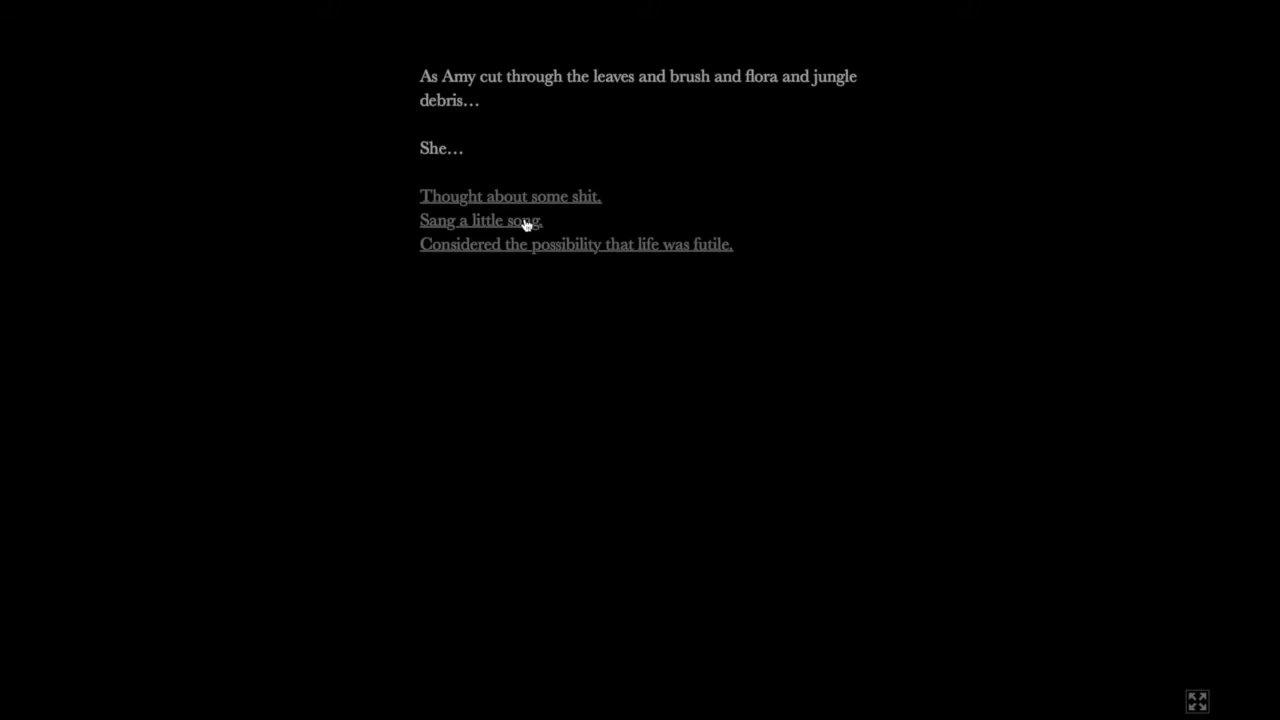 As Amy cut through the leaves and brush and flora and jungle
debris…
She…
Thought about some shit.
Sang a little song.
Considered the possibility that life was futile.